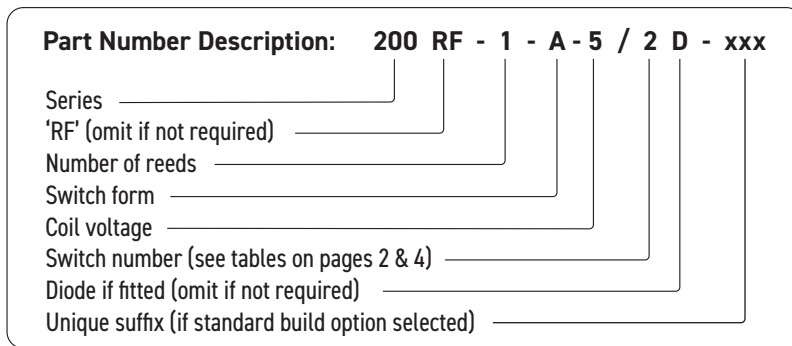 Part Number Description: 200 RF - 1 - A - 5 / 2 D - xxx
Series
‘RF’ (omit if not required)
Number of reeds
Switch form
Coil voltage
Switch number (see tables on pages 2 & 4)
Diode if fitted (omit if not required)
Unique suffix (if standard build option selected)